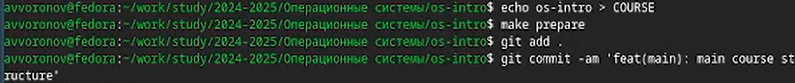 avvoronov@fedora:~/work/study/2024-2025/Операционные системы/os-intro$ echo os-intro > COURSE
avvoronov@fedora:~/work/study/2024-2025/Операционные системы/os-intro$ make prepare
avvoronov@fedora:~/work/study/2024-2025/Операционные системы/os-intro$ git add .
avvoronov@fedora:~/work/study/2024-2025/Операционные системы/os-intro$ git commit -am 'feat(main): main course st
ructure'